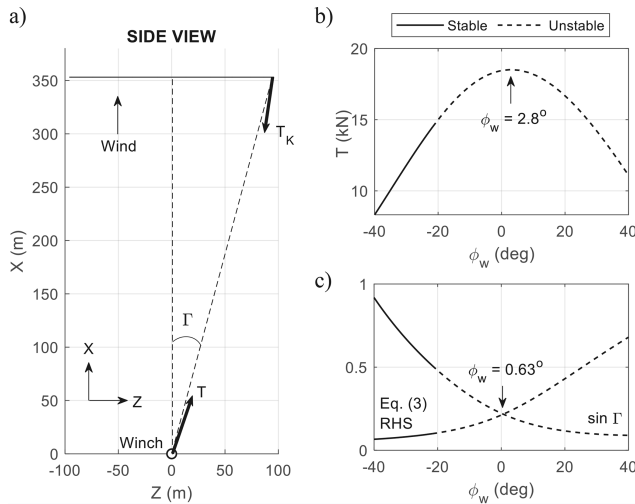 a)
SIDE VIEW
350
300
250
200
150
100
50
0
X (m)
-100
-50
0
50
100
Z (m)
Wind
T_K
Γ
X
Z
T
Winch
b)
Stable
Unstable
20
15
10
T (kN)
ϕ_w = 2.8°
-40
-20
0
20
40
ϕ_w (deg)
c)
1
0.5
0
ϕ_w = 0.63°
Eq. (3)
RHS
sin Γ
-40
-20
0
20
40
ϕ_w (deg)